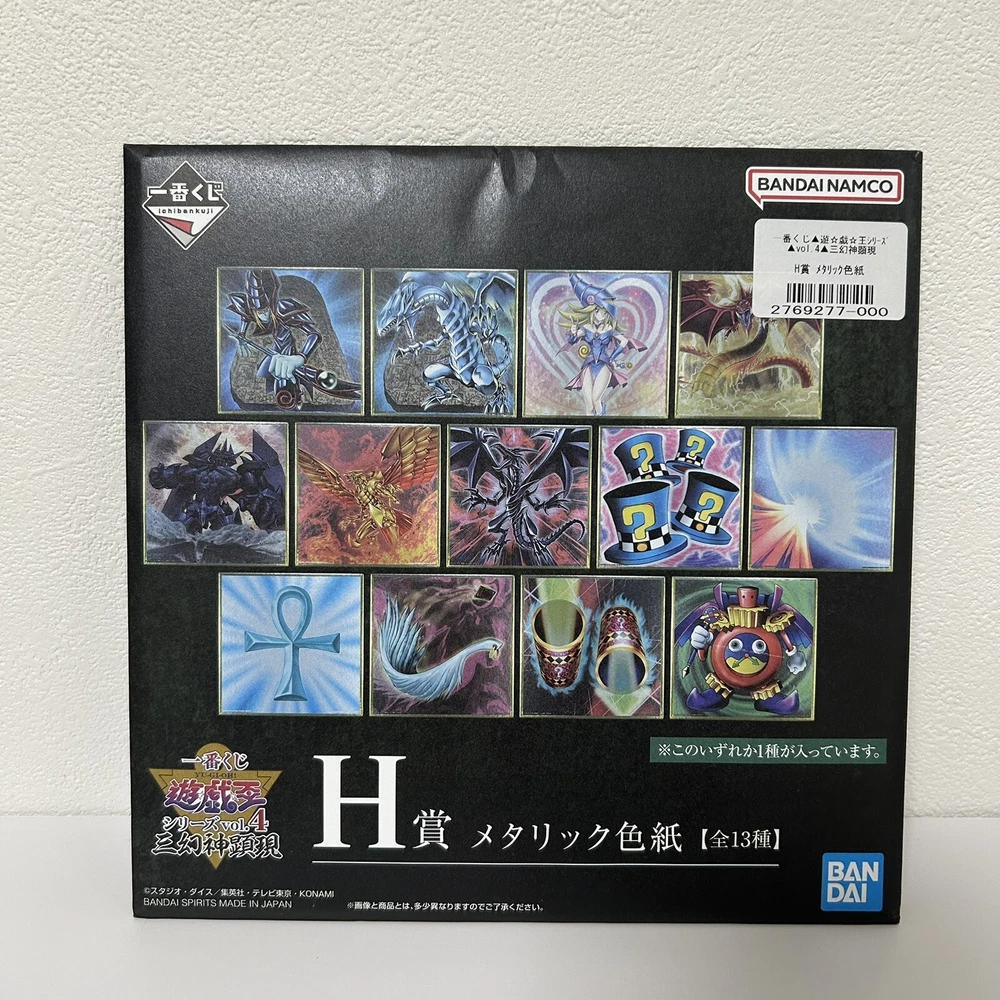 一番くじ
ichibankuji
BANDAI NAMCO
一番くじ▲遊☆戯☆王シリーズ
▲vol.4▲三幻神顕現
H賞 メタリック色紙
2769277-000
?
?
?
?
※このいずれか1種が入っています。
一番くじ
YU-GI-OH!
遊戯王
シリーズvol.4
三幻神顕現
H賞 メタリック色紙【全13種】
BAN
DAI
©スタジオ・ダイス/集英社・テレビ東京・KONAMI
BANDAI SPIRITS MADE IN JAPAN
※画像と商品とは、多少異なりますのでご了承ください。